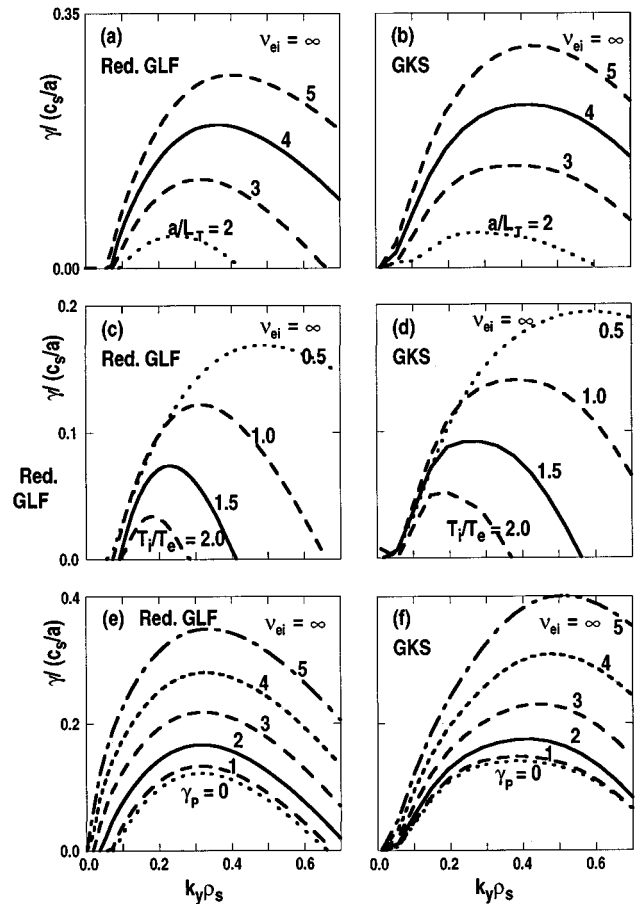 0.35
(a)
ν_ei = ∞
Red. GLF
5
4
3
a/L_T = 2
0.00
γ/ (c_s/a)
(b)
ν_ei = ∞
GKS
5
4
3
a/L_T = 2
0.2
(c)
ν_ei = ∞
Red. GLF
0.5
1.0
1.5
T_i/T_e = 2.0
0.1
0.0
γ/ (c_s/a)
Red.
GLF
(d)
ν_ei = ∞
GKS
0.5
1.0
1.5
T_i/T_e = 2.0
0.4
(e) Red. GLF
ν_ei = ∞
5
4
3
2
1
γ_p = 0
0.2
0.0
γ/ (c_s/a)
0.0 0.2 0.4 0.6
k_yρ_s
(f)
ν_ei = ∞
GKS
5
4
3
2
1
γ_p = 0
0.0 0.2 0.4 0.6
k_yρ_s